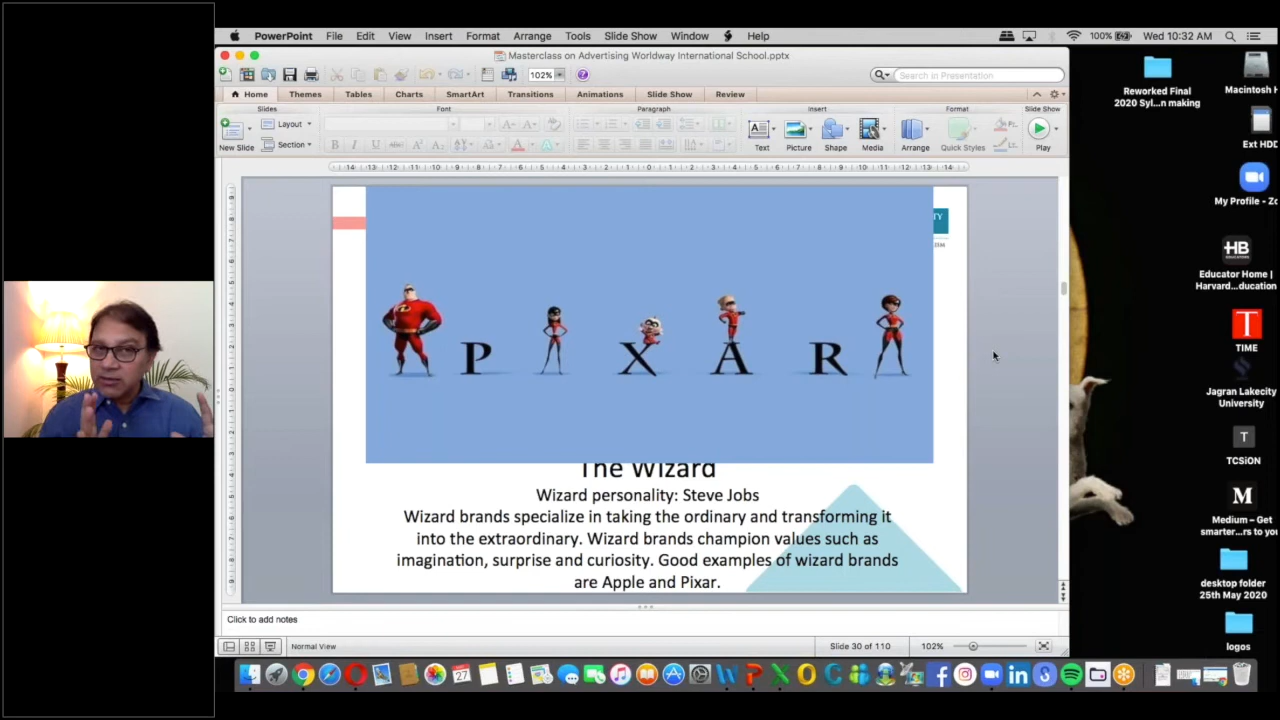 PowerPoint File Edit View Insert Format Arrange Tools Slide Show Window Help 100% Wed 10:32 AM
Masterclass on Advertising Worldway International School.pptx
102% Search in Presentation
Home Themes Tables Charts SmartArt Transitions Animations Slide Show Review
Slides Font Paragraph Insert Format Slide Show
New Slide Layout Section
B I U
Text Picture Shape Media Arrange Quick Styles Play
P X A R
The Wizard
Wizard personality: Steve Jobs
Wizard brands specialize in taking the ordinary and transforming it
into the extraordinary. Wizard brands champion values such as
imagination, surprise and curiosity. Good examples of wizard brands
are Apple and Pixar.
Click to add notes
Normal View Slide 30 of 110 102%
Reworked Final
2020 Syl...n making
Macintosh H
Ext HDD
My Profile - Zo
HB
Educator Home |
Harvard...ducation
T
TIME
Jagran Lakecity
University
T
TCSiON
M
Medium – Get
smarter...rs to you
desktop folder
25th May 2020
logos